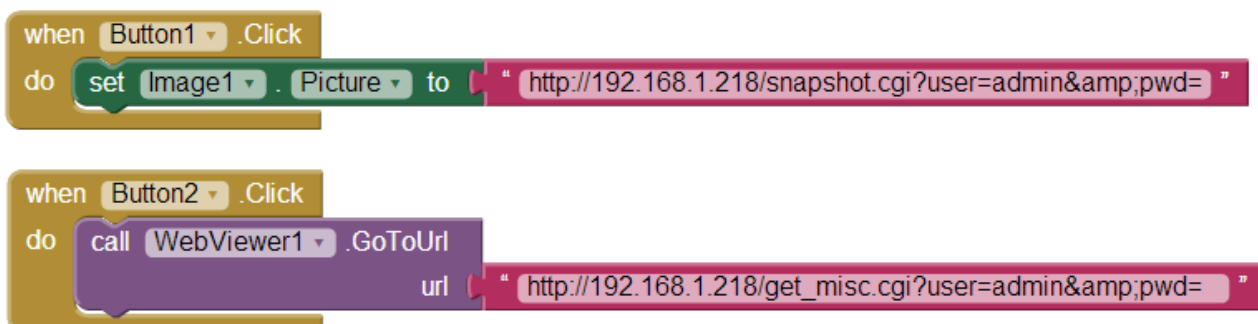 when Button1 .Click
do set Image1 . Picture to " http://192.168.1.218/snapshot.cgi?user=admin&amp;pwd= "
when Button2 .Click
do call WebViewer1 .GoToUrl
url " http://192.168.1.218/get_misc.cgi?user=admin&amp;pwd= "